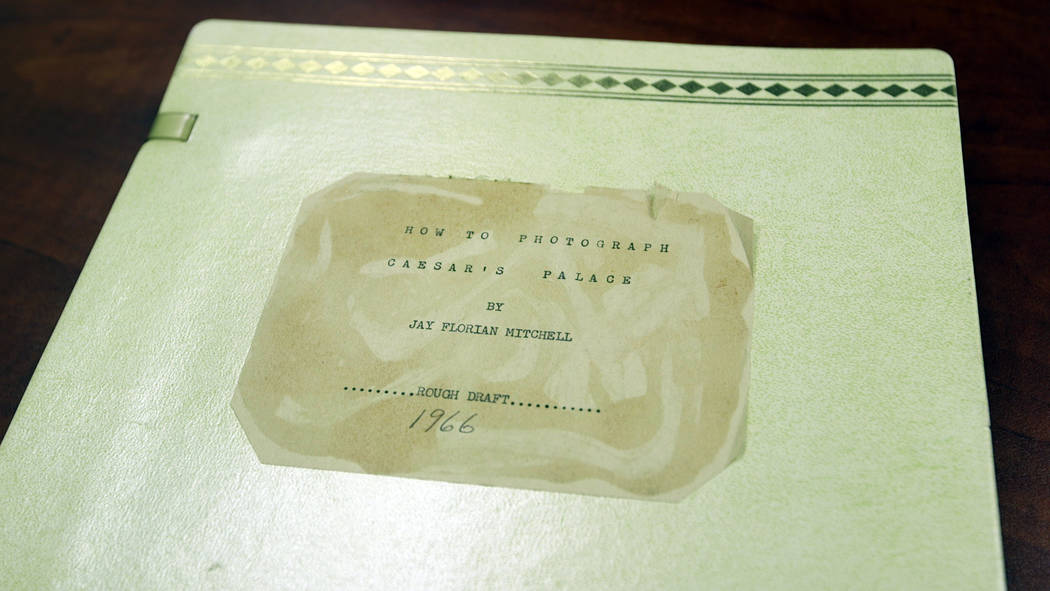 HOW TO PHOTOGRAPH
CAESAR'S PALACE
BY
JAY FLORIAN MITCHELL
.........ROUGH DRAFT...........
1966